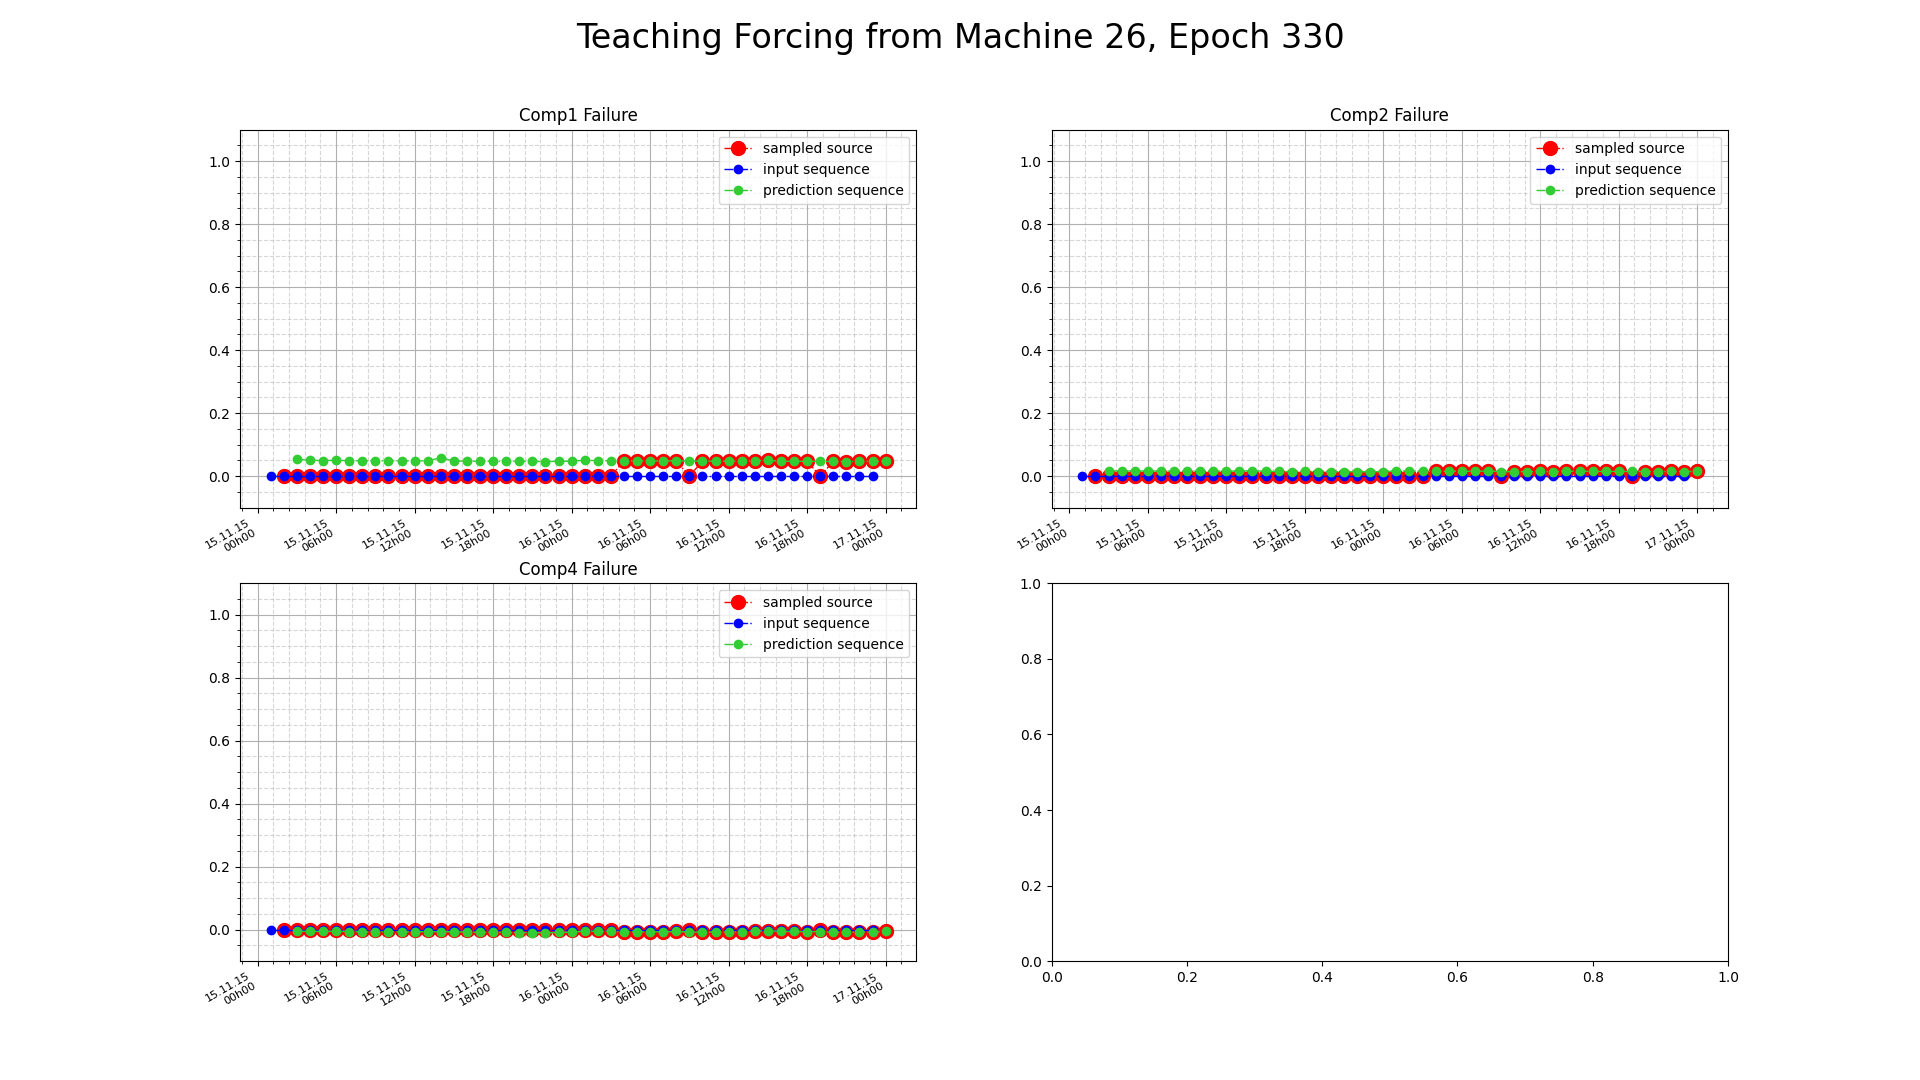 Teaching Forcing from Machine 26, Epoch 330
Comp1 Failure
1.0
0.8
0.6
0.4
0.2
0.0
sampled source
input sequence
prediction sequence
15.11.15
00h00
15.11.15
06h00
15.11.15
12h00
15.11.15
18h00
16.11.15
00h00
16.11.15
06h00
16.11.15
12h00
16.11.15
18h00
17.11.15
00h00
Comp2 Failure
1.0
0.8
0.6
0.4
0.2
0.0
sampled source
input sequence
prediction sequence
15.11.15
00h00
15.11.15
06h00
15.11.15
12h00
15.11.15
18h00
16.11.15
00h00
16.11.15
06h00
16.11.15
12h00
16.11.15
18h00
17.11.15
00h00
Comp4 Failure
1.0
0.8
0.6
0.4
0.2
0.0
sampled source
input sequence
prediction sequence
15.11.15
00h00
15.11.15
06h00
15.11.15
12h00
15.11.15
18h00
16.11.15
00h00
16.11.15
06h00
16.11.15
12h00
16.11.15
18h00
17.11.15
00h00
1.0
0.8
0.6
0.4
0.2
0.0
0.0 0.2 0.4 0.6 0.8 1.0